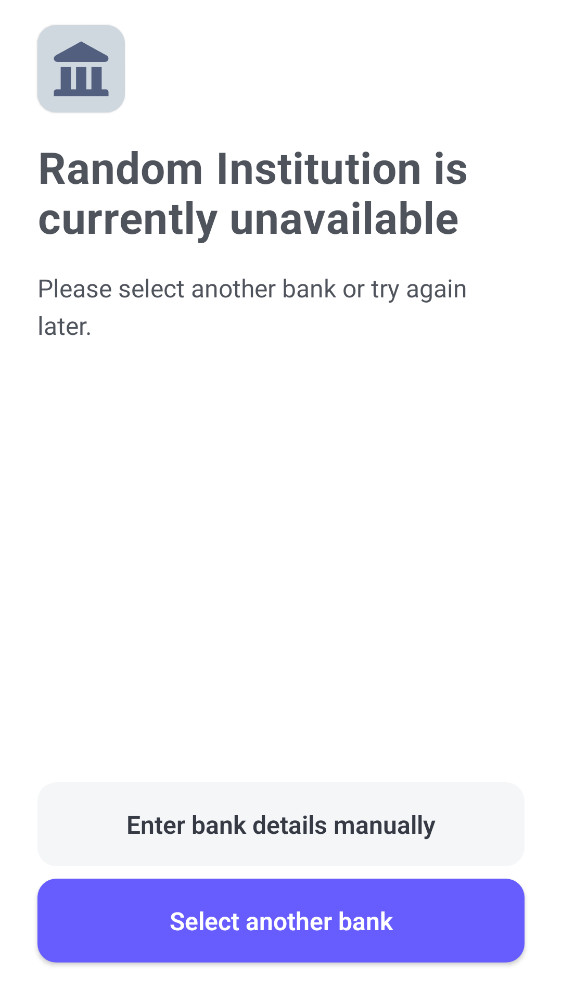 Random Institution is
currently unavailable
Please select another bank or try again
later.
Enter bank details manually
Select another bank